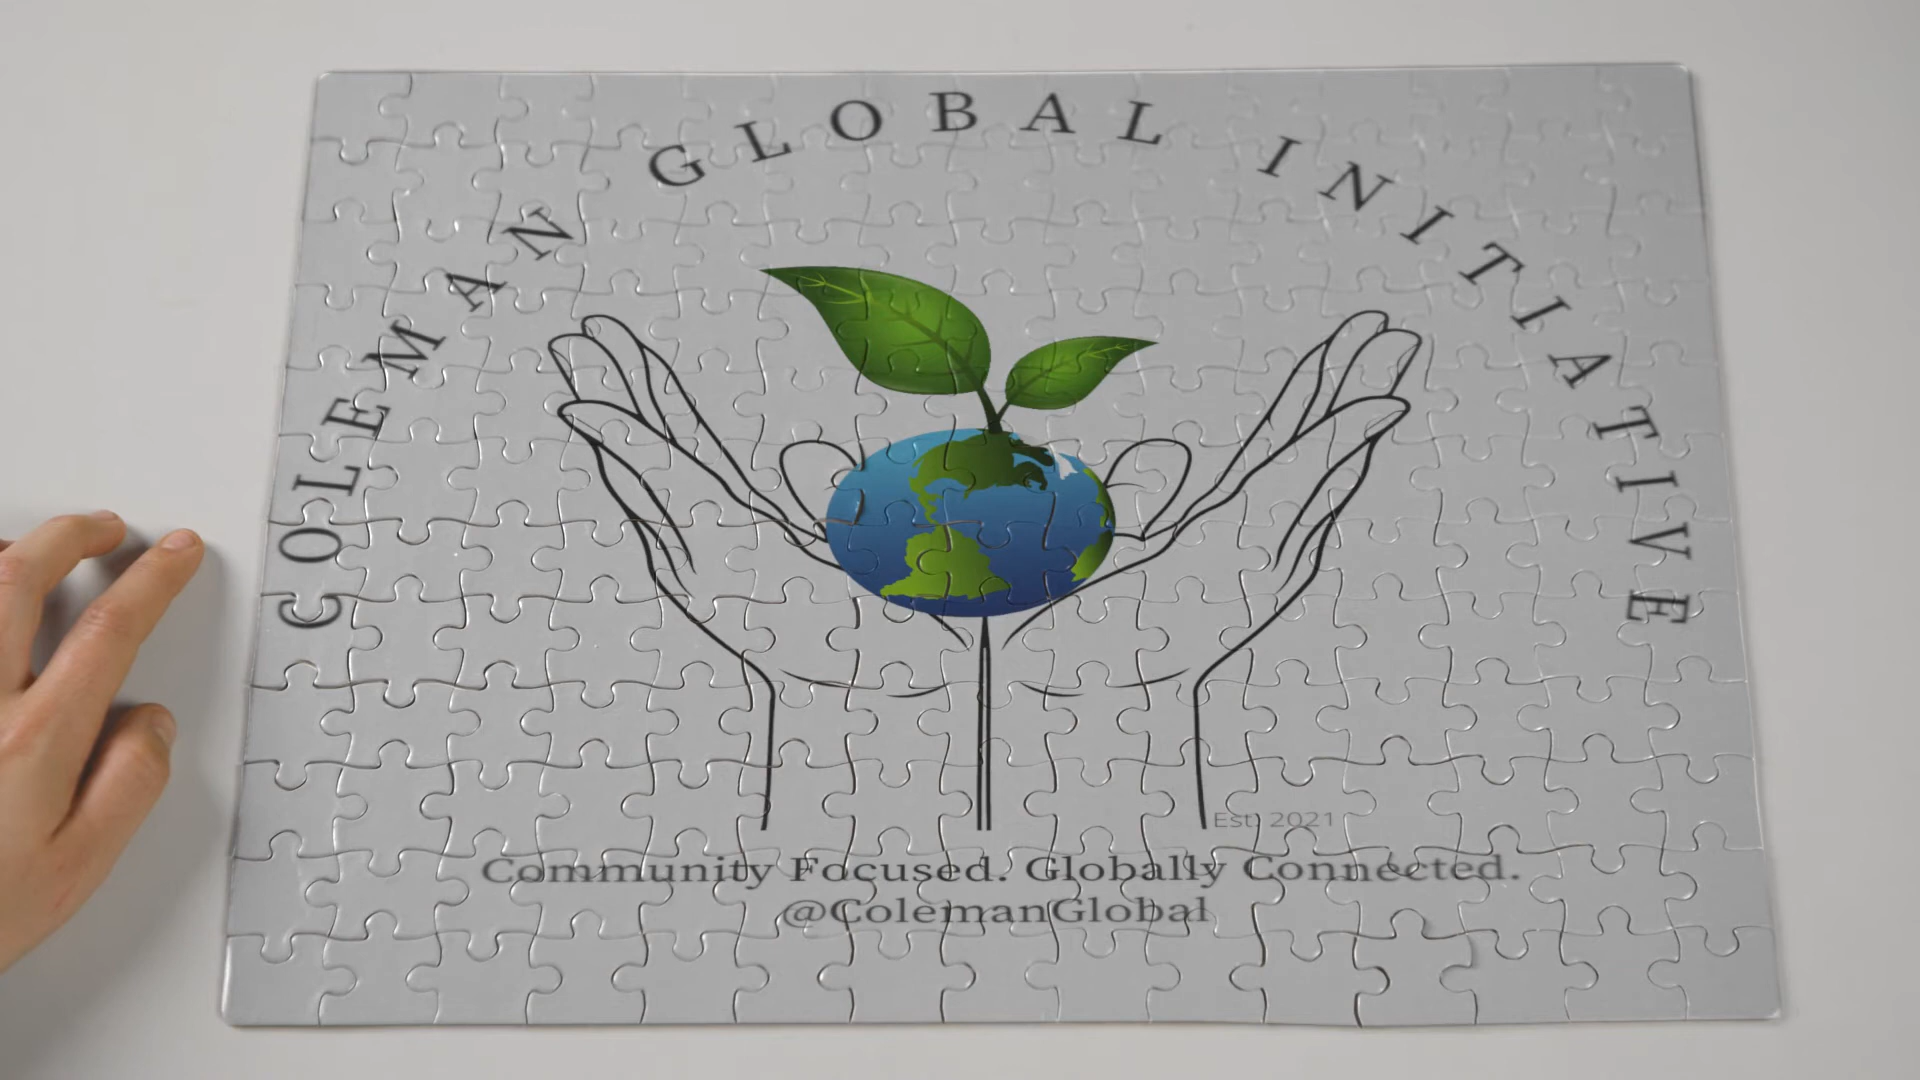 COLEMAN GLOBAL INITIATIVE
Est. 2021
Community Focused. Globally Connected.
@ColemanGlobal